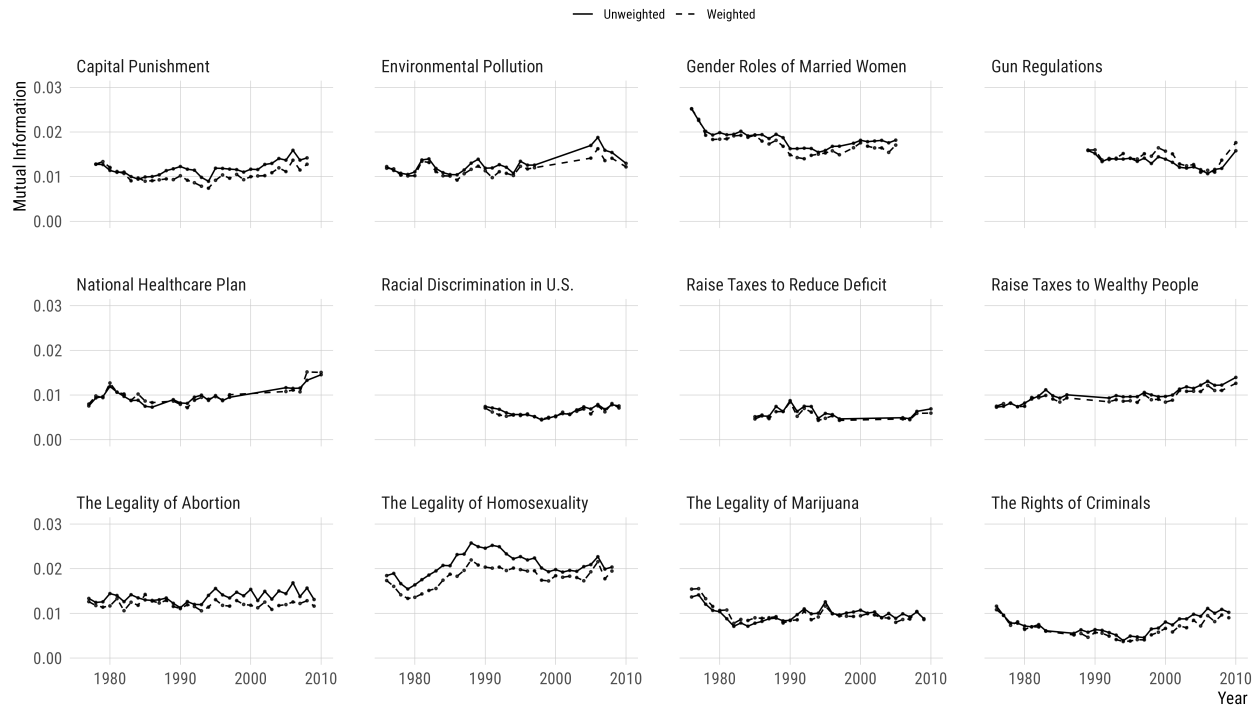 Unweighted Weighted
Capital Punishment Environmental Pollution Gender Roles of Married Women Gun Regulations
Mutual Information
0.03
0.02
0.01
0.00
National Healthcare Plan Racial Discrimination in U.S. Raise Taxes to Reduce Deficit Raise Taxes to Wealthy People
0.03
0.02
0.01
0.00
The Legality of Abortion The Legality of Homosexuality The Legality of Marijuana The Rights of Criminals
0.03
0.02
0.01
0.00
1980 1990 2000 2010 1980 1990 2000 2010 1980 1990 2000 2010 1980 1990 2000 2010
Year